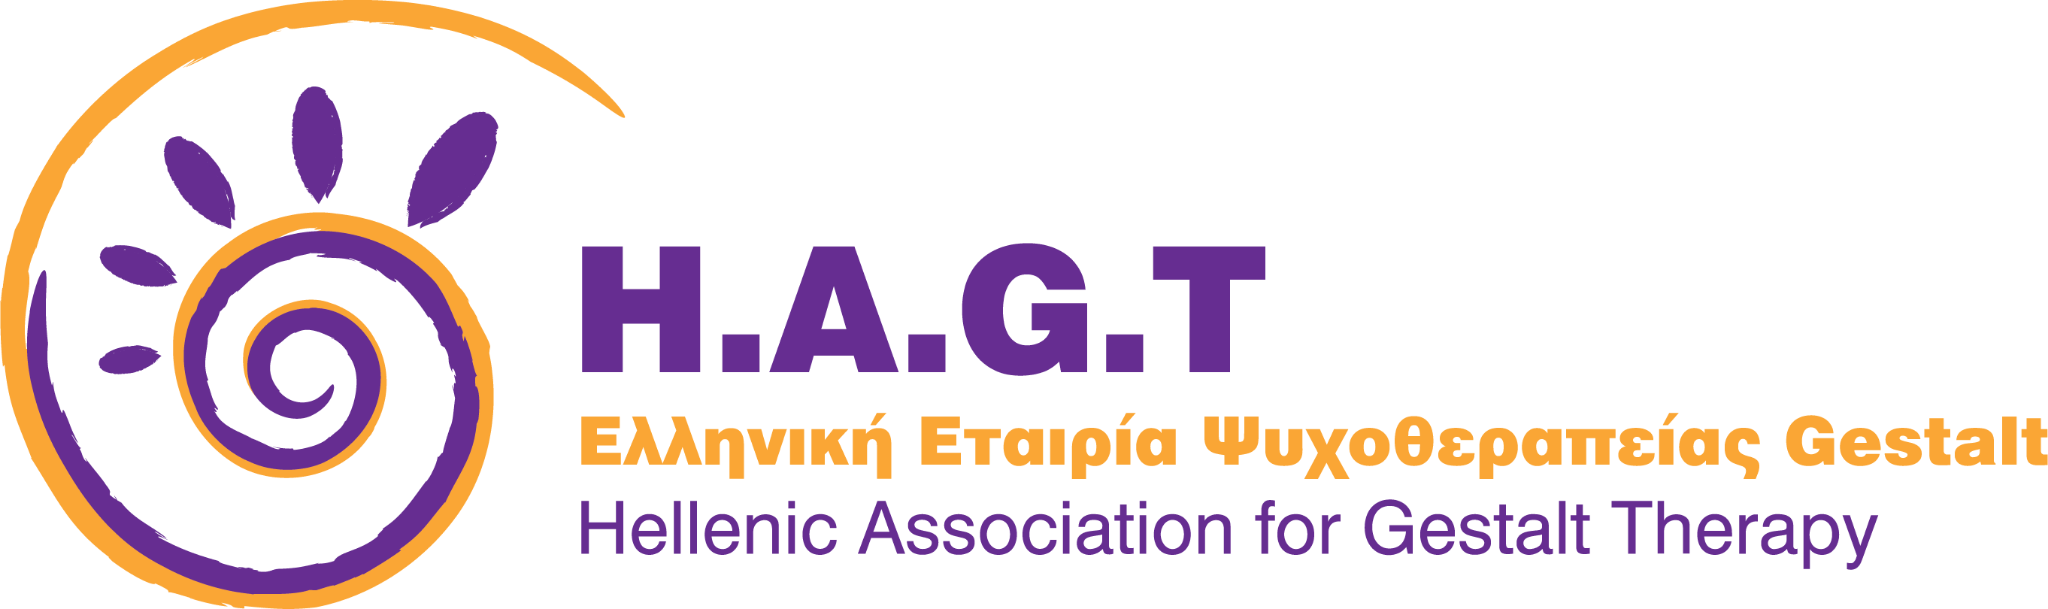 H.A.G.T
Ελληνική Εταιρία Ψυχοθεραπείας Gestalt
Hellenic Association for Gestalt Therapy